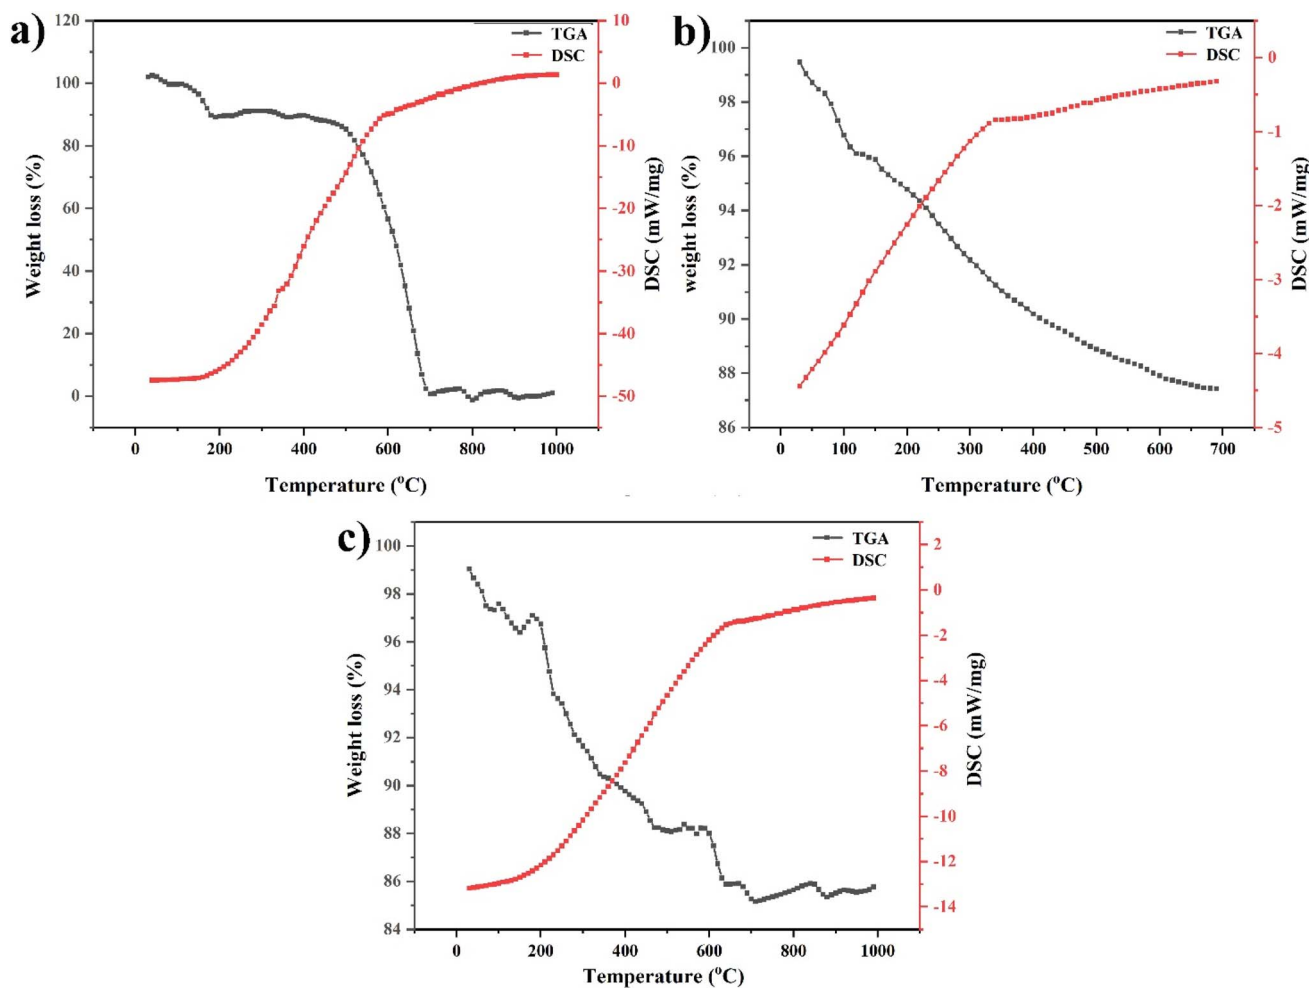 a)
120
100
80
60
40
20
0
Weight loss (%)
10
0
-10
-20
-30
-40
-50
DSC (mW/mg)
TGA
DSC
0 200 400 600 800 1000
Temperature (°C)
b)
100
98
96
94
92
90
88
86
weight loss (%)
0
-1
-2
-3
-4
-5
DSC (mW/mg)
TGA
DSC
0 100 200 300 400 500 600 700
Temperature (°C)
c)
100
98
96
94
92
90
88
86
84
Weight loss (%)
2
0
-2
-4
-6
-8
-10
-12
-14
DSC (mW/mg)
TGA
DSC
0 200 400 600 800 1000
Temperature (°C)